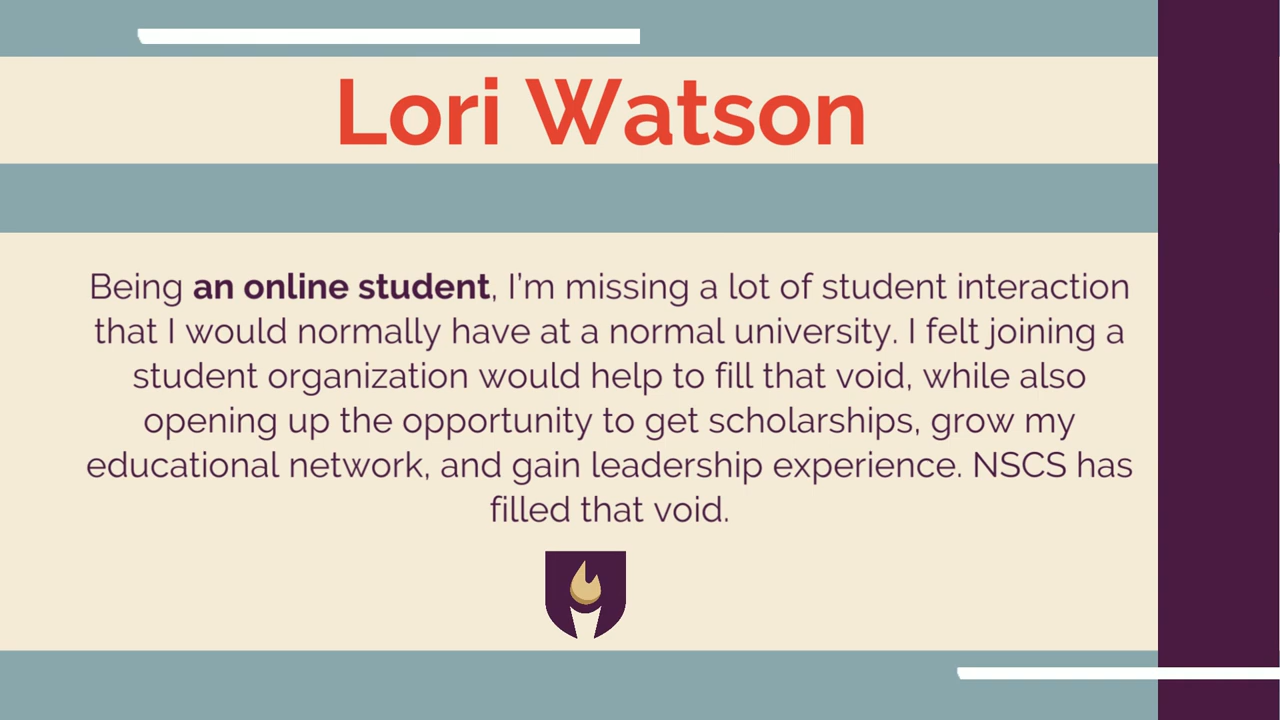 Lori Watson
Being an online student, I'm missing a lot of student interaction
that I would normally have at a normal university. I felt joining a
student organization would help to fill that void, while also
opening up the opportunity to get scholarships, grow my
educational network, and gain leadership experience. NSCS has
filled that void.